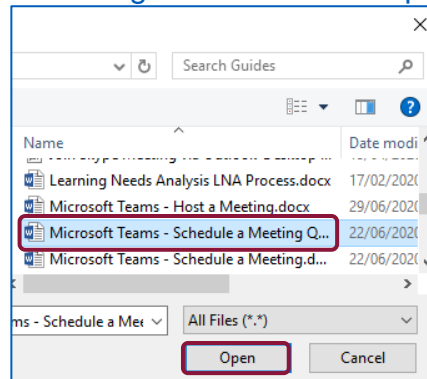 Search Guides
Name Date modi
Learning Needs Analysis LNA Process.docx 17/02/2020
Microsoft Teams - Host a Meeting.docx 29/06/2020
Microsoft Teams - Schedule a Meeting Q... 22/06/2020
Microsoft Teams - Schedule a Meeting.d... 22/06/2020
ms - Schedule a Mee All Files (*.*)
Open Cancel